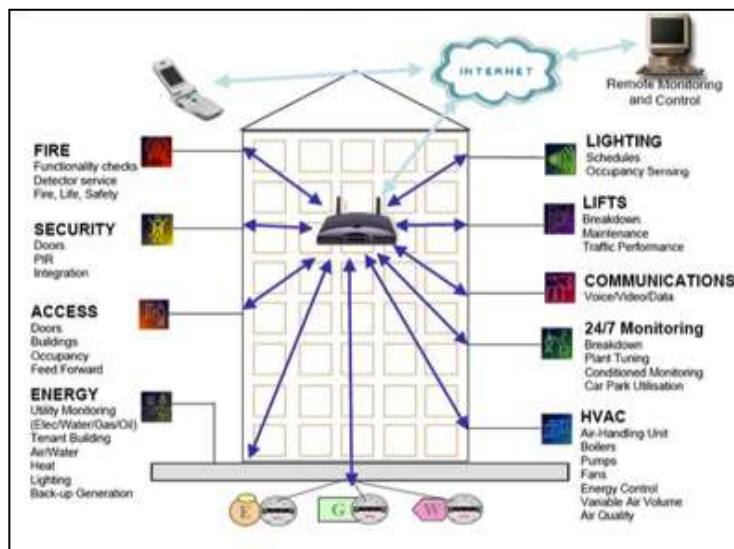 INTERNET
Remote Monitoring
and Control
FIRE
Functionality checks
Detector service
Fire, Life, Safety
SECURITY
Doors
PIR
Integration
ACCESS
Doors
Buildings
Occupancy
Feed Forward
ENERGY
Utility Monitoring
(Elec/Water/Gas/Oil)
Tenant Building
Air/Water
Heat
Lighting
Back-up Generation
LIGHTING
Schedules
Occupancy Sensing
LIFTS
Breakdown
Maintenance
Traffic Performance
COMMUNICATIONS
Voice/Video/Data
24/7 Monitoring
Breakdown
Plant Tuning
Conditioned Monitoring
Car Park Utilisation
HVAC
Air-Handling Unit
Boilers
Pumps
Fans
Energy Control
Variable Air Volume
Air Quality
E
G
W